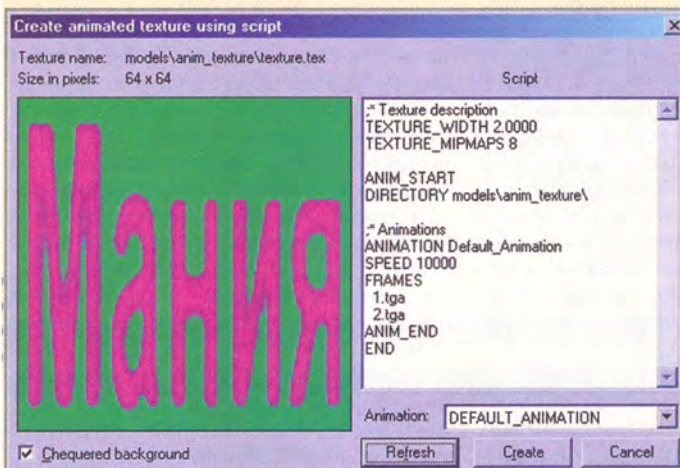 Create animated texture using script
Texture name: models\anim_texture\texture.tex
Size in pixels: 64 x 64
Script
Мания
;* Texture description
TEXTURE_WIDTH 2.0000
TEXTURE_MIPMAPS 8
ANIM_START
DIRECTORY models\anim_texture\
;* Animations
ANIMATION Default_Animation
SPEED 10000
FRAMES
1.tga
2.tga
ANIM_END
END
Animation: DEFAULT_ANIMATION
Chequered background
Refresh Create Cancel